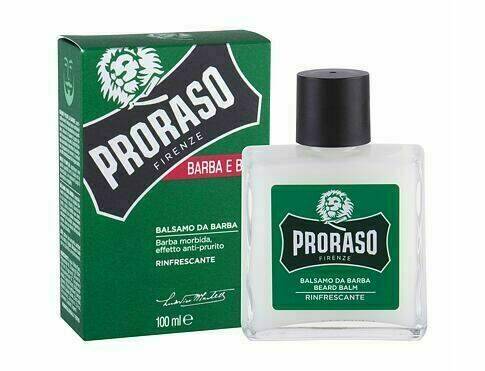 PRORASO
FIRENZE
BARBA E B
BALSAMO DA BARBA
Barba morbida,
effetto anti-prurito
RINFRESCANTE
100 ml e
PRORASO
FIRENZE
BALSAMO DA BARBA
BEARD BALM
RINFRESCANTE